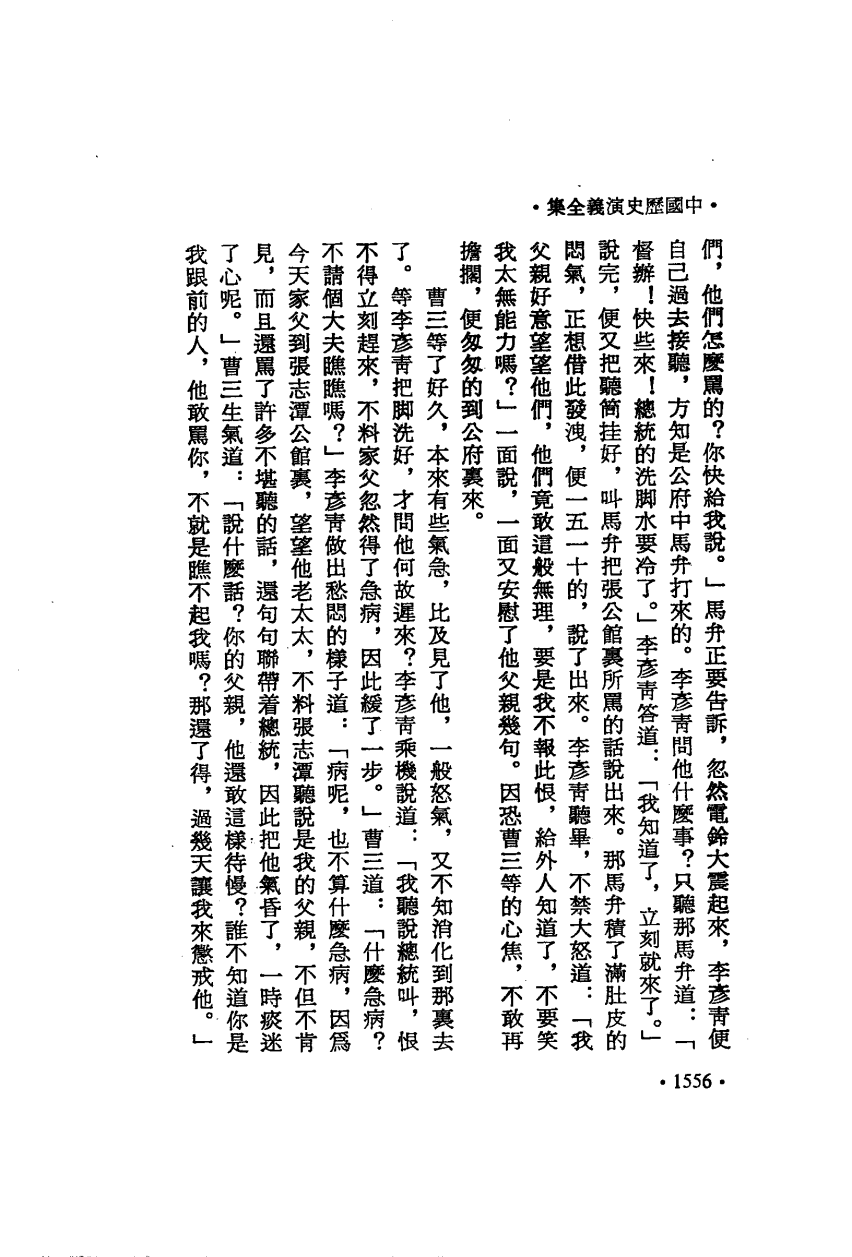 ·中國歷史演義全集·
們，他們怎麼罵的？你快給我說。」馬弁正要告訴，忽然電鈴大震起來，李彥青便
自己過去接聽，方知是公府中馬弁打來的。李彥青問他什麼事？只聽那馬弁道：「
督辦！快些來！總統的洗脚水要冷了。」李彥青答道：「我知道了，立刻就來了。」
說完，便又把聽筒挂好，叫馬弁把張公館裏所罵的話說出來。那馬弁積了滿肚皮的
悶氣，正想借此發洩，便一五一十的，說了出來。李彥青聽畢，不禁大怒道：「我
父親好意望望他們，他們竟敢這般無理，要是我不報此恨，給外人知道了，不要笑
我太無能力嗎？」一面說，一面又安慰了他父親幾句。因恐曹三等的心焦，不敢再
擔擱，便匆匆的到公府裏來。
曹三等了好久，本來有些氣急，比及見了他，一般怒氣，又不知消化到那裏去
了。等李彥青把脚洗好，才問他何故遲來？李彥青乘機說道：「我聽說總統叫，恨
不得立刻趕來，不料家父忽然得了急病，因此緩了一步。」曹三道：「什麼急病？
不請個大夫瞧瞧嗎？」李彥青做出愁悶的樣子道：「病呢，也不算什麼急病，因爲
今天家父到張志潭公館裏，望望他老太太，不料張志潭聽說是我的父親，不但不肯
見，而且還罵了許多不堪聽的話，還句句聯帶着總統，因此把他氣昏了，一時痰迷
了心呢。」曹三生氣道：「說什麼話？你的父親，他還敢這樣待慢？誰不知道你是
我跟前的人，他敢罵你，不就是瞧不起我嗎？那還了得，過幾天讓我來懲戒他。」
·1556·